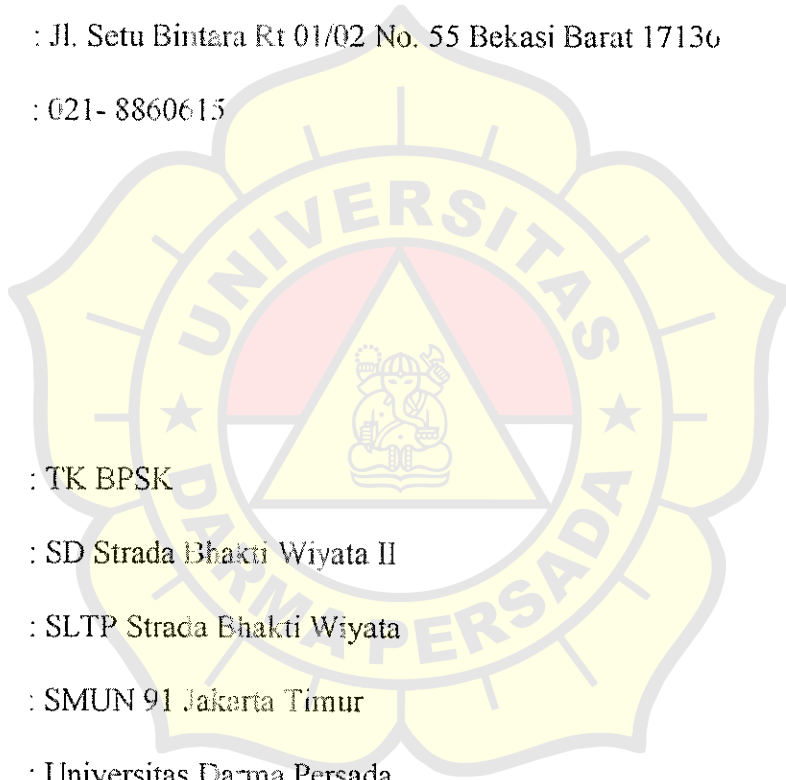 : Jl. Setu Bintara Rt 01/02 No. 55 Bekasi Barat 17136
: 021- 8860615
UNIVERSITAS
: TK BPSK
: SD Strada Bhakti Wiyata II
DARMA PERSADA
: SLTP Strada Bhakti Wiyata
: SMUN 91 Jakarta Timur
: Universitas Darma Persada